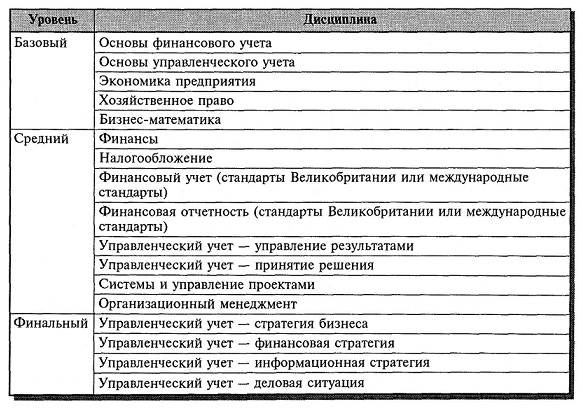 Уровень Дисциплина
Базовый Основы финансового учета
Основы управленческого учета
Экономика предприятия
Хозяйственное право
Бизнес-математика
Средний Финансы
Налогообложение
Финансовый учет (стандарты Великобритании или международные
стандарты)
Финансовая отчетность (стандарты Великобритании или международные
стандарты)
Управленческий учет — управление результатами
Управленческий учет — принятие решения
Системы и управление проектами
Организационный менеджмент
Финальный Управленческий учет — стратегия бизнеса
Управленческий учет — финансовая стратегия
Управленческий учет — информационная стратегия
Управленческий учет — деловая ситуация